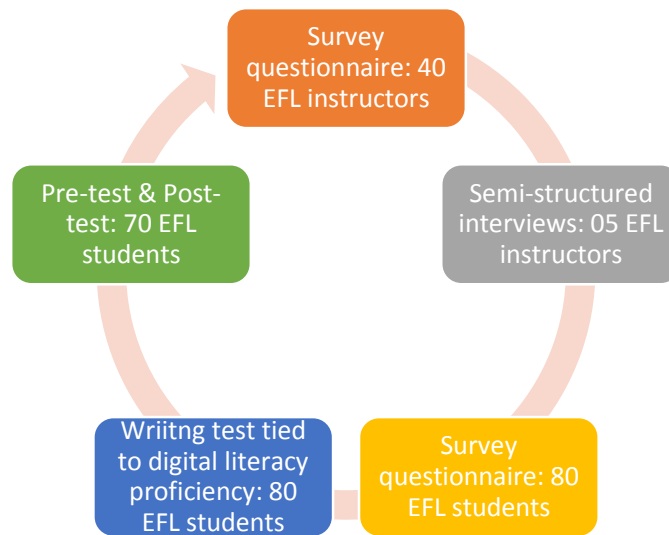 Survey
questionnaire: 40
EFL instructors
Semi-structured
interviews: 05 EFL
instructors
Survey
questionnaire: 80
EFL students
Wriitng test tied
to digital literacy
proficiency: 80
EFL students
Pre-test & Post-
test: 70 EFL
students